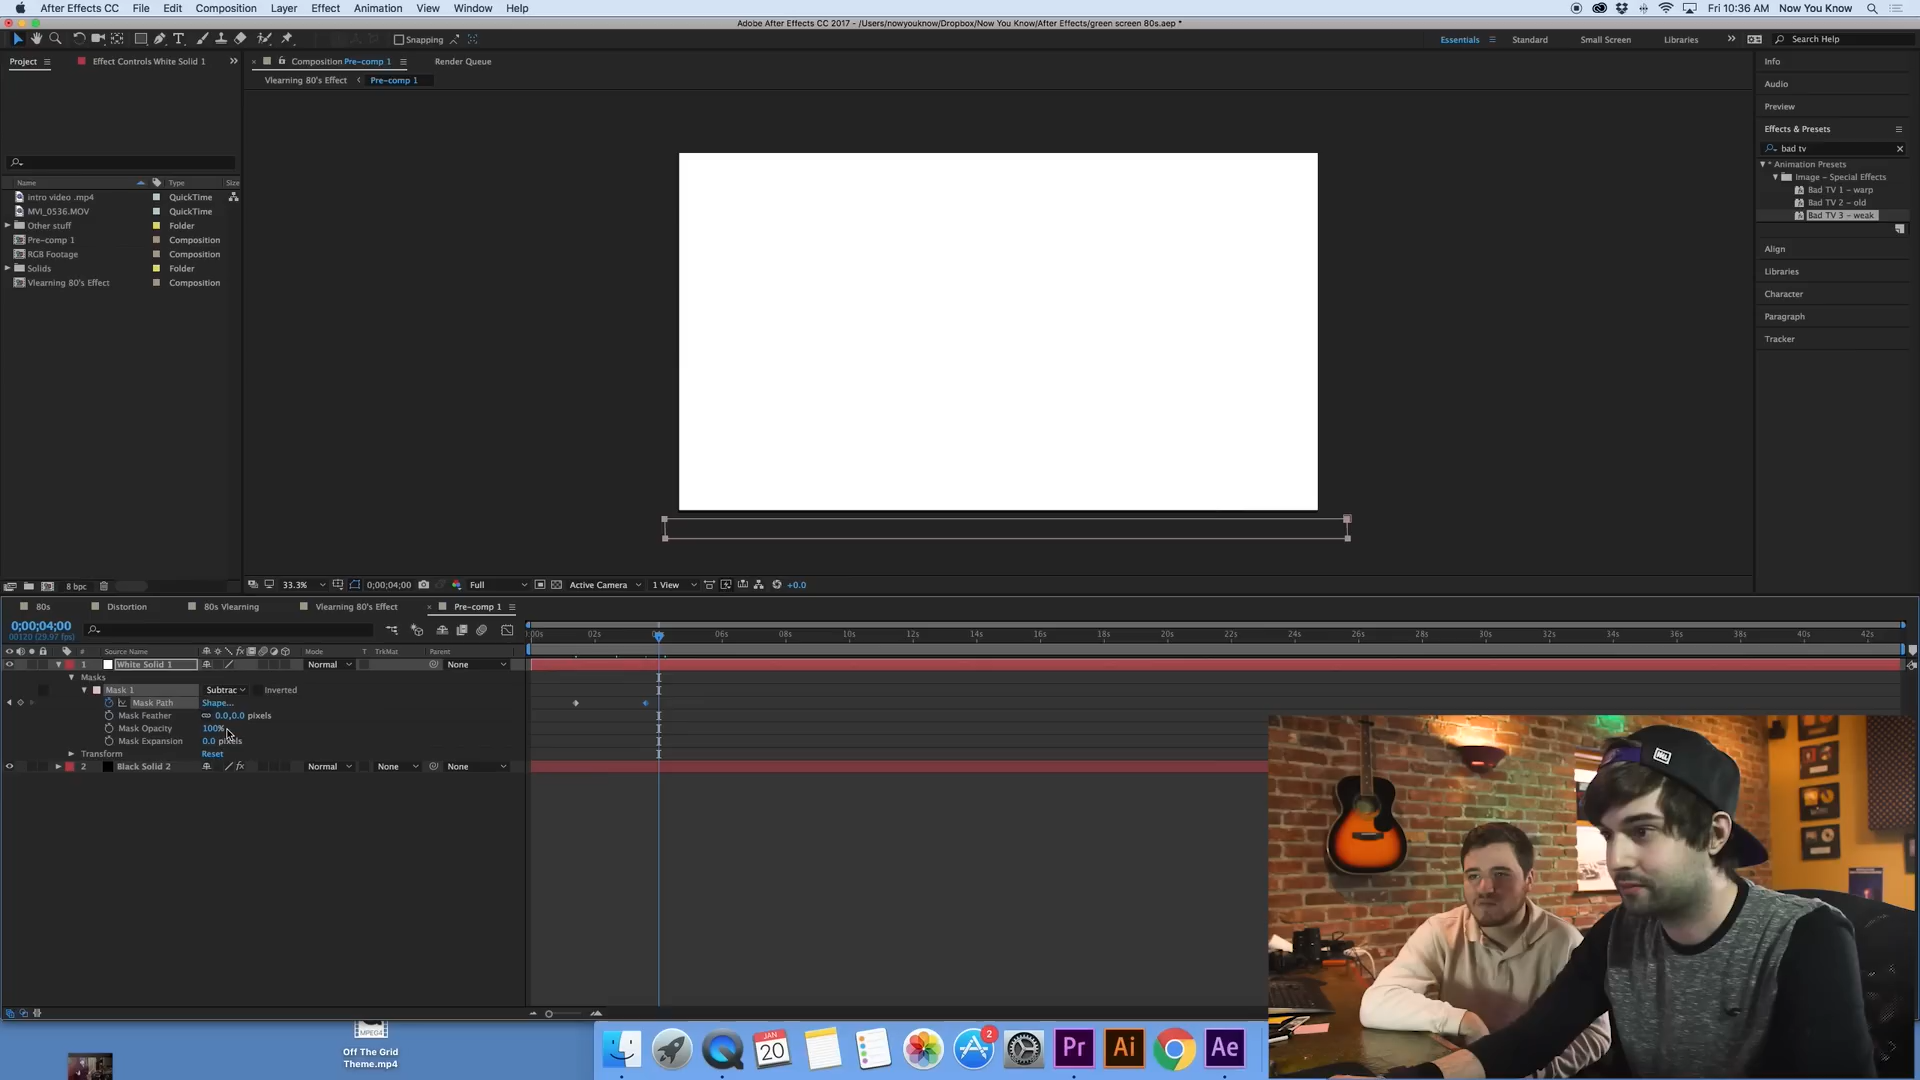 After Effects CC File Edit Composition Layer Effect Animation View Window Help Fri 10:36 AM Now You Know
Adobe After Effects CC 2017 - /Users/nowyouknow/Dropbox/Now You Know/After Effects/green screen 80s.aep *
Snapping Essentials Standard Small Screen Libraries Search Help
Project Effect Controls White Solid 1 Composition Pre-comp 1 Render Queue
Vlearning 80's Effect Pre-comp 1
Info
Audio
Preview
Effects & Presets
bad tv
* Animation Presets
Image – Special Effects
Bad TV 1 – warp
Bad TV 2 – old
Bad TV 3 – weak
Align
Libraries
Character
Paragraph
Tracker
Name Type Size
intro video .mp4 QuickTime
MVI_0536.MOV QuickTime
Other stuff Folder
Pre-comp 1 Composition
RGB Footage Composition
Solids Folder
Vlearning 80's Effect Composition
8 bpc 33.3% 0;00;04;00 Full Active Camera 1 View +0.0
80s Distortion 80s Vlearning Vlearning 80's Effect Pre-comp 1
0;00;04;00
00120 (29.97 fps)
:00s 02s 06s 08s 10s 12s 14s 16s 18s 20s 22s 24s 26s 28s 30s 32s 34s 36s 38s 40s 42s
# Source Name Mode T TrkMat Parent
1 White Solid 1 Normal None
Masks
Mask 1 Subtrac Inverted
Mask Path Shape...
Mask Feather 0.0,0.0 pixels
Mask Opacity 100%
Mask Expansion 0.0 pixels
Transform Reset
2 Black Solid 2 Normal None None
MPEG4
Off The Grid
Theme.mp4
JAN
20
2
Pr
Ai
Ae